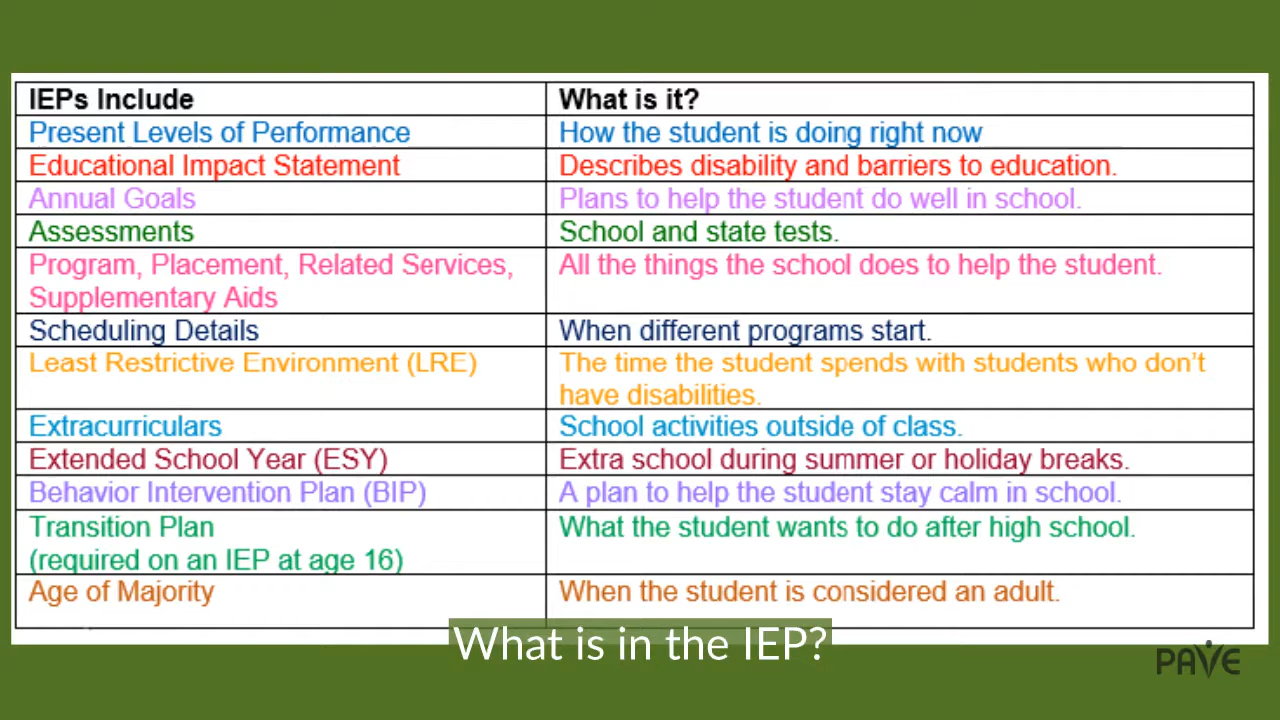 IEPs Include
What is it?
Present Levels of Performance
How the student is doing right now
Educational Impact Statement
Describes disability and barriers to education.
Annual Goals
Plans to help the student do well in school.
Assessments
School and state tests.
Program, Placement, Related Services,
Supplementary Aids
All the things the school does to help the student.
Scheduling Details
When different programs start.
Least Restrictive Environment (LRE)
The time the student spends with students who don't
have disabilities.
Extracurriculars
School activities outside of class.
Extended School Year (ESY)
Extra school during summer or holiday breaks.
Behavior Intervention Plan (BIP)
A plan to help the student stay calm in school.
Transition Plan
(required on an IEP at age 16)
What the student wants to do after high school.
Age of Majority
When the student is considered an adult.
What is in the IEP?
PAVE